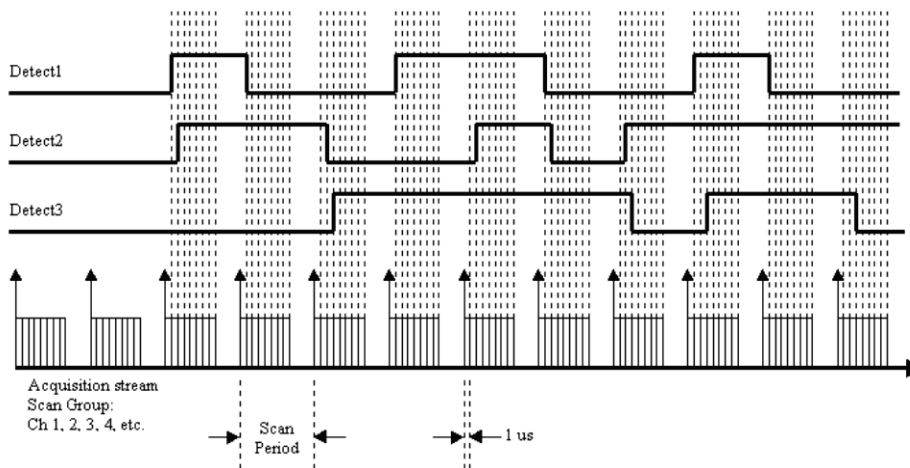 Detect1
Detect2
Detect3
Acquisition stream
Scan Group:
Ch 1, 2, 3, 4, etc.
Scan
Period
1 us